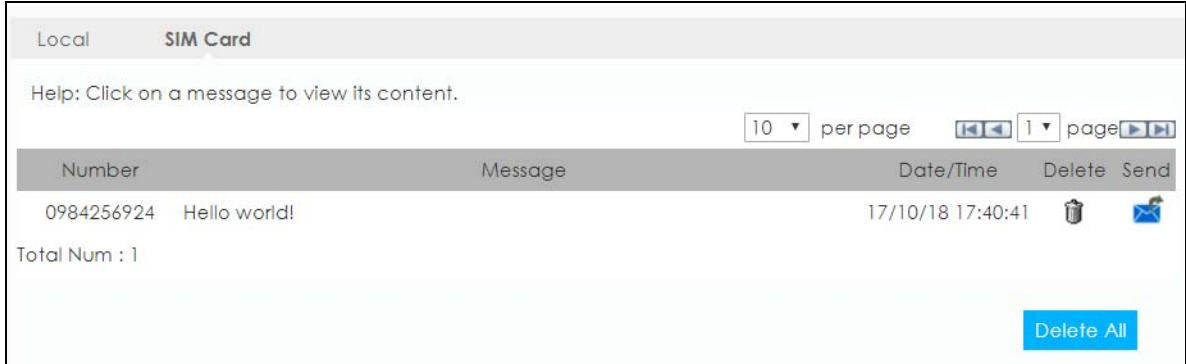 Local SIM Card
Help: Click on a message to view its content.
10 per page 1 page
Number Message Date/Time Delete Send
0984256924 Hello world! 17/10/18 17:40:41
Total Num : 1
Delete All